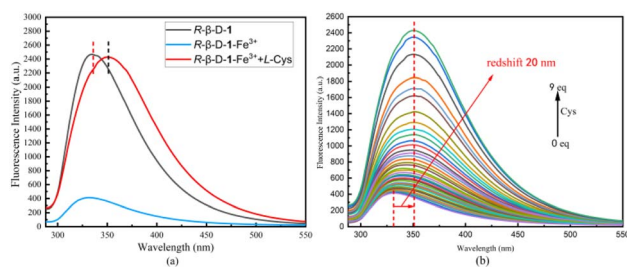 (a)
3000
2800
2600
2400
2200
2000
1800
1600
1400
1200
1000
800
600
400
200
0
Fluorescence Intensity (a.u.)
R-β-D-1
R-β-D-1-Fe³⁺
R-β-D-1-Fe³⁺+L-Cys
300 350 400 450 500 550
Wavelength (nm)
(a)
(b)
2600
2400
2200
2000
1800
1600
1400
1200
1000
800
600
400
200
0
Fluorescence Intensity (a.u.)
redshift 20 nm
9 eq
Cys
0 eq
300 350 400 450 500 550
Wavelength (nm)
(b)